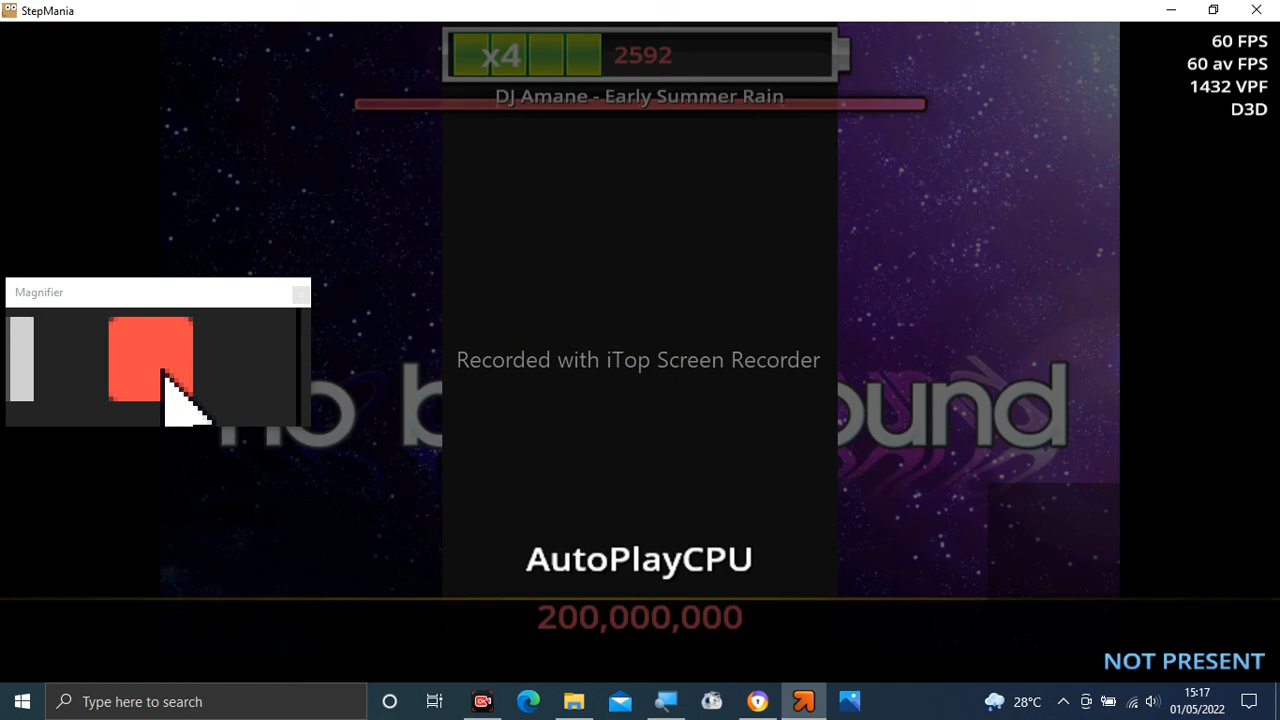 StepMania
60 FPS
60 av FPS
1432 VPF
D3D
x4 2592
DJ Amane - Early Summer Rain
Magnifier
Recorded with iTop Screen Recorder
no b
ound
AutoPlayCPU
200,000,000
NOT PRESENT
Type here to search
28°C
15:17
01/05/2022